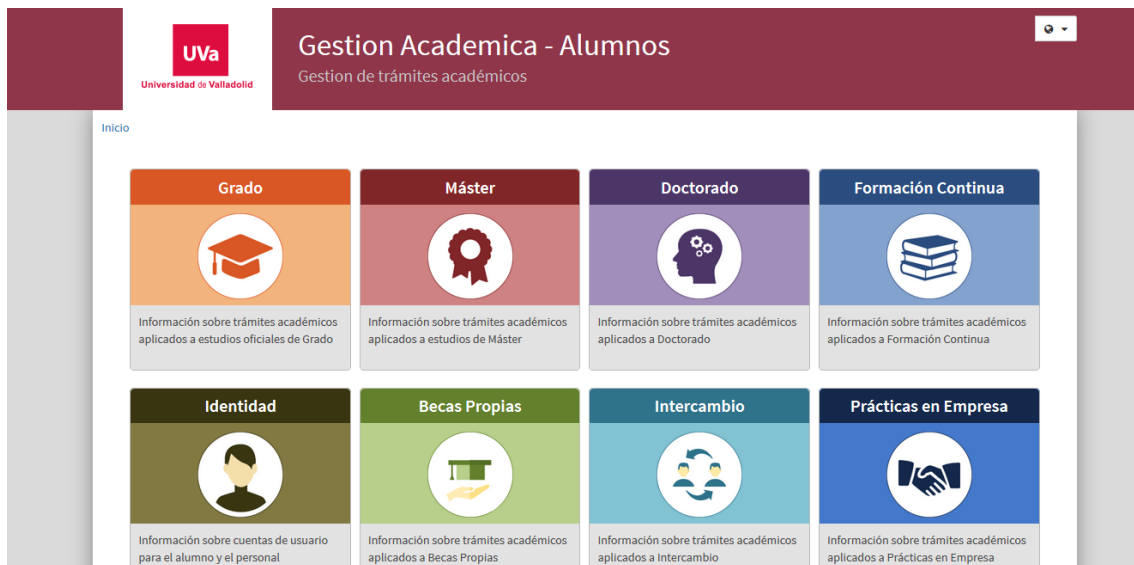 UVa
Universidad de Valladolid
Gestion Academica - Alumnos
Gestion de trámites académicos
Inicio
Grado
Información sobre trámites académicos
aplicados a estudios oficiales de Grado
Máster
Información sobre trámites académicos
aplicados a estudios de Máster
Doctorado
Información sobre trámites académicos
aplicados a Doctorado
Formación Continua
Información sobre trámites académicos
aplicados a Formación Continua
Identidad
Información sobre cuentas de usuario
para el alumno y el personal
Becas Propias
Información sobre trámites académicos
aplicados a Becas Propias
Intercambio
Información sobre trámites académicos
aplicados a Intercambio
Prácticas en Empresa
Información sobre trámites académicos
aplicados a Prácticas en Empresa